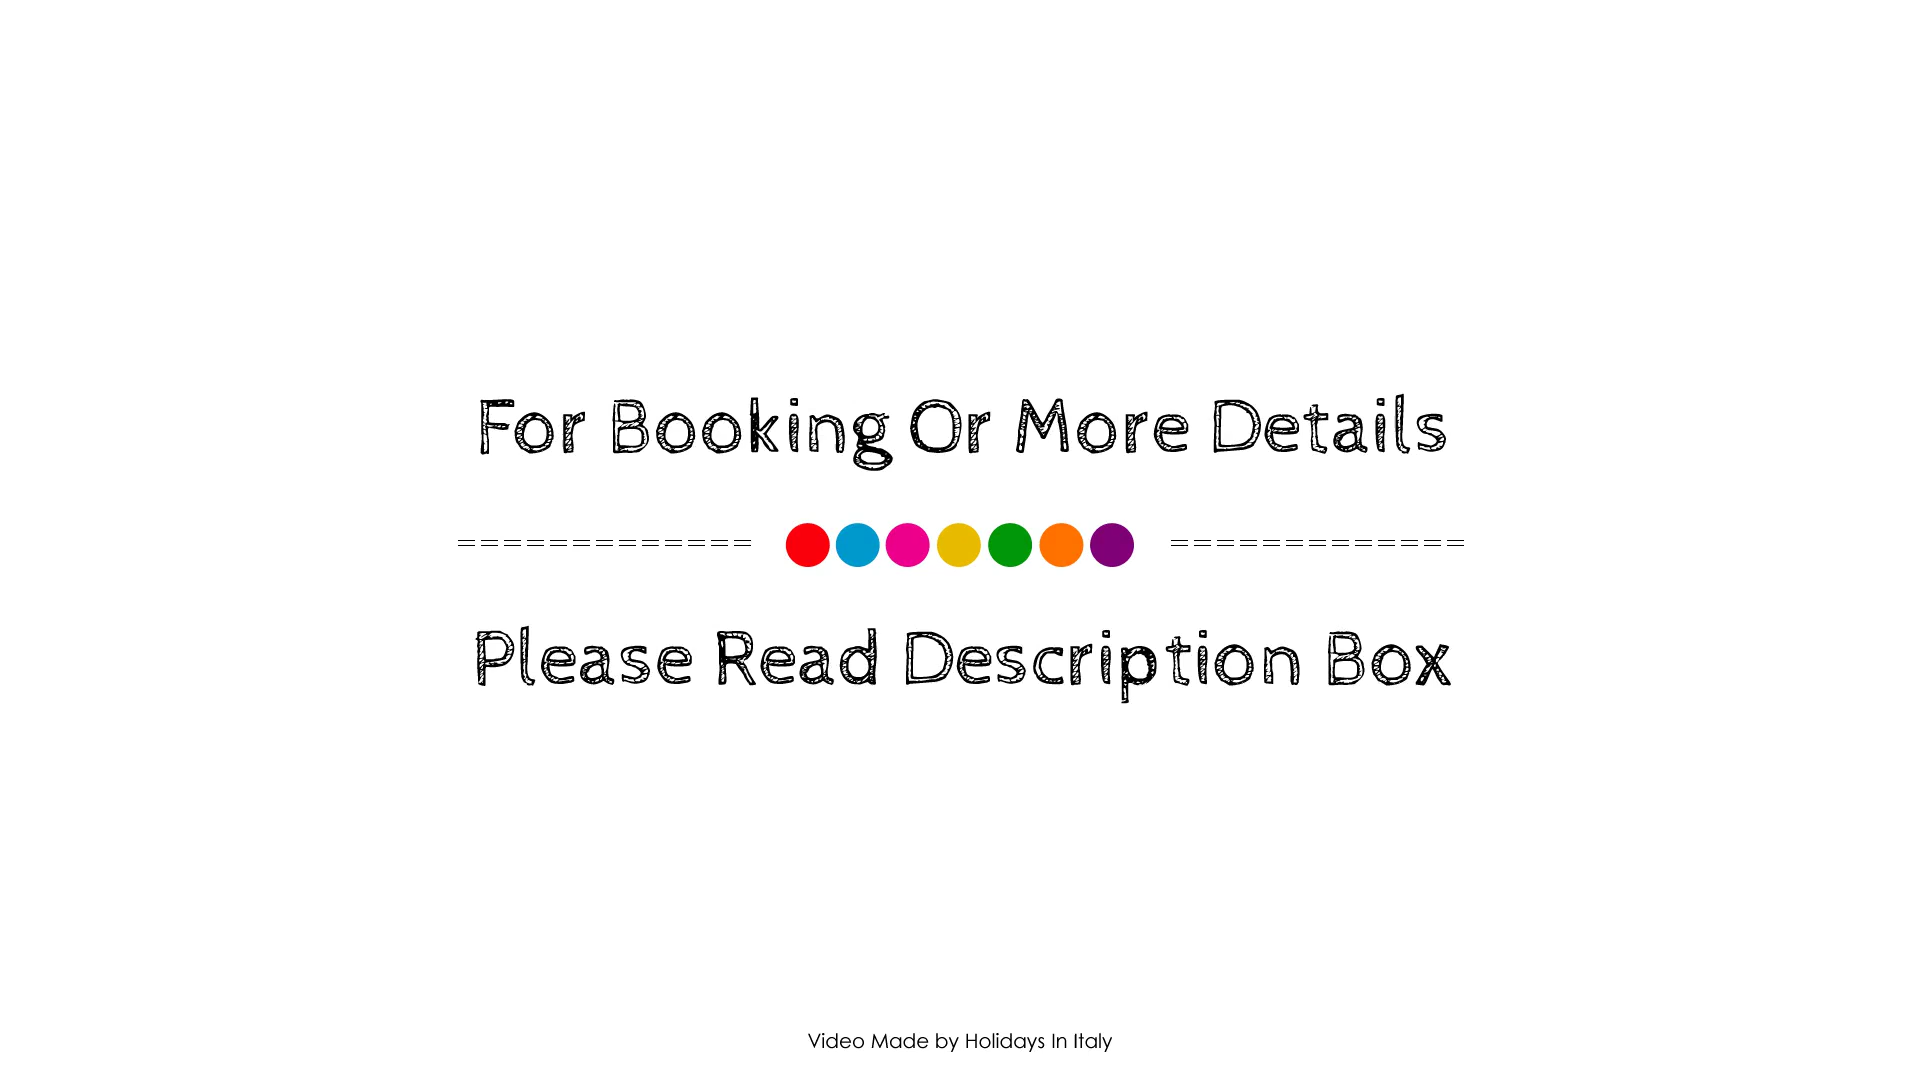 For Booking Or More Details
============= =============
Please Read Description Box
Video Made by Holidays In Italy